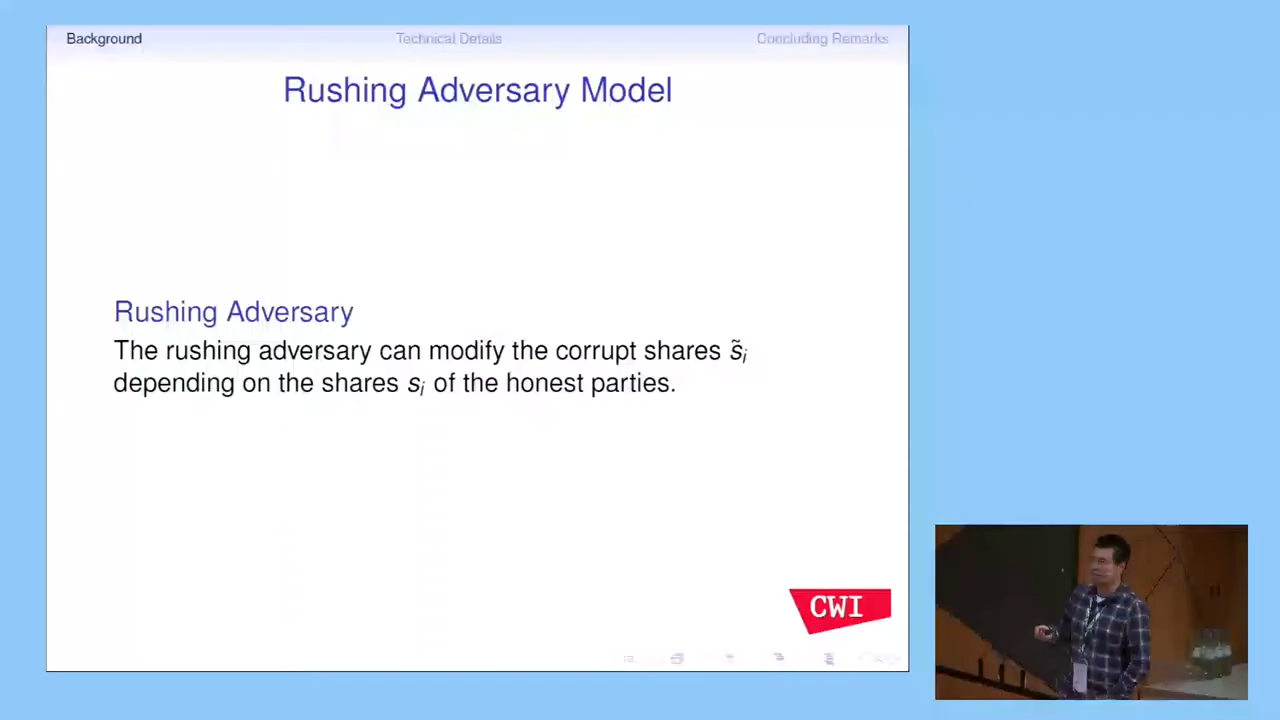 Background Technical Details Concluding Remarks
Rushing Adversary Model
Rushing Adversary
The rushing adversary can modify the corrupt shares s̃ᵢ
depending on the shares sᵢ of the honest parties.
CWI